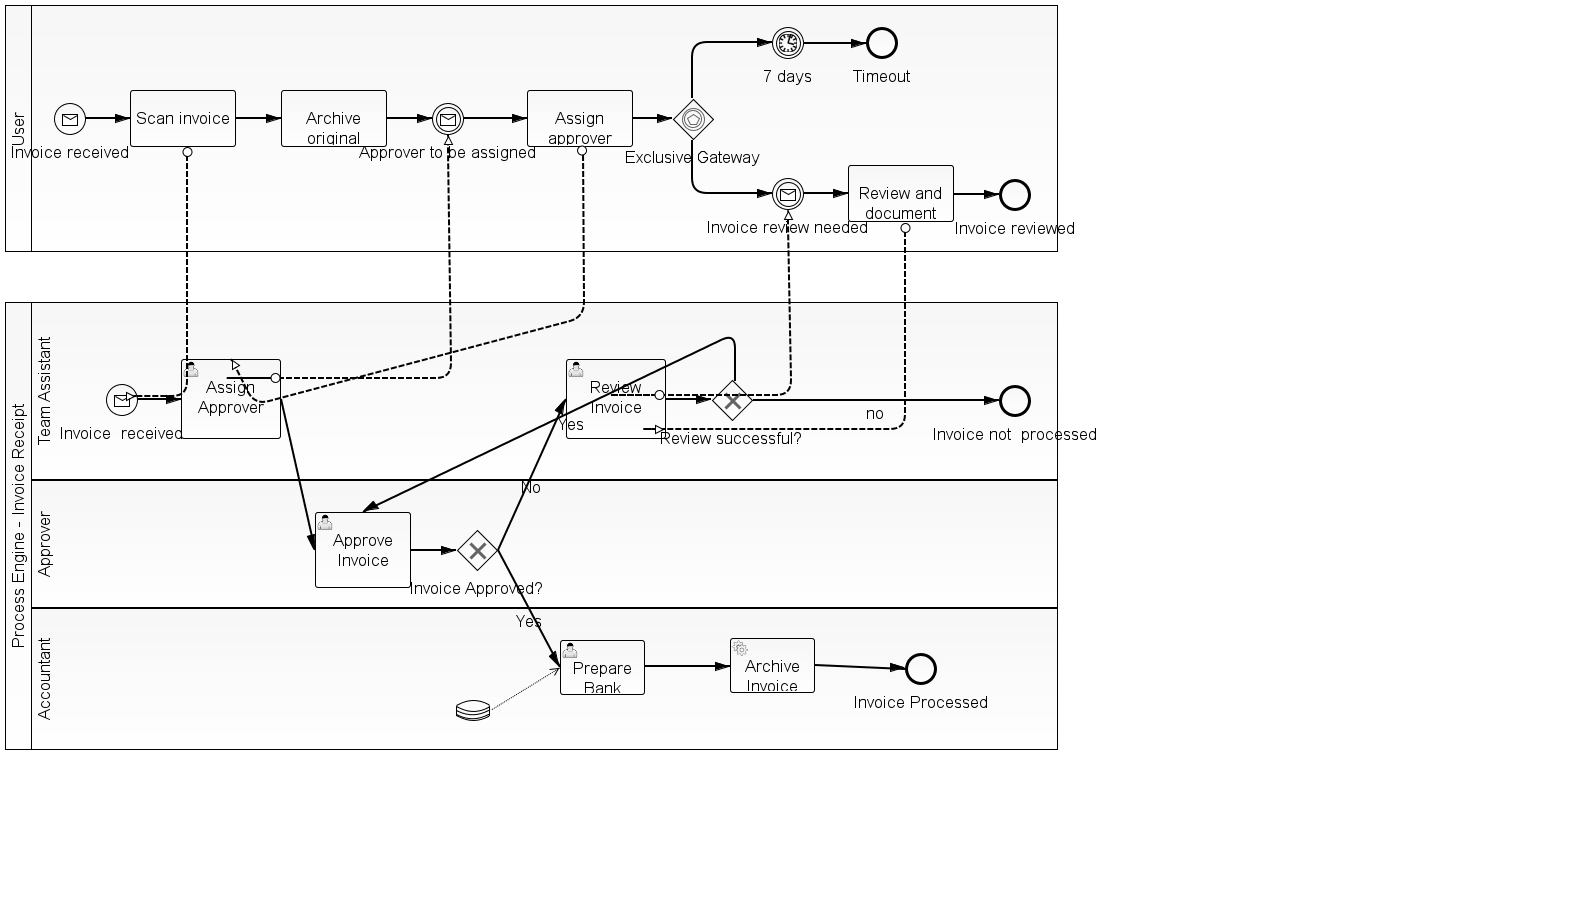 User
7 days
Timeout
Scan invoice
Archive
original
Assign
approver
Invoice received
Approver to be assigned
Exclusive Gateway
Review and
document
Invoice review needed
Invoice reviewed
Process Engine - Invoice Receipt
Team Assistant
Assign
Approver
Review
Invoice
Yes
no
Invoice  received
Review successful?
Invoice not  processed
No
Approver
Approve
Invoice
Invoice Approved?
Yes
Accountant
Prepare
Bank
Archive
Invoice
Invoice Processed